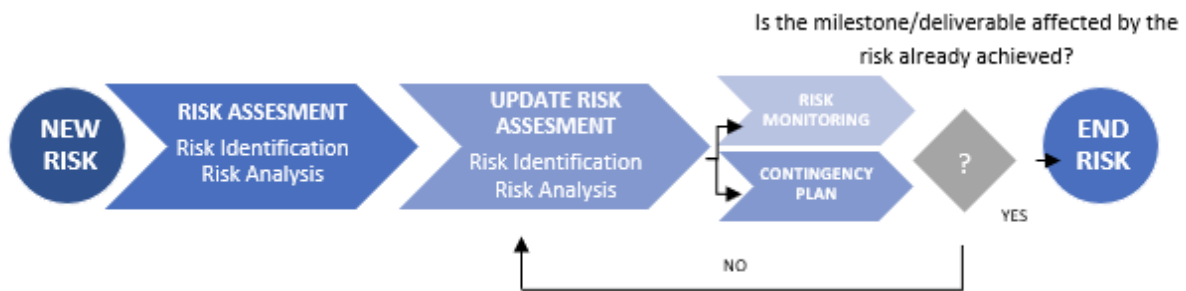 Is the milestone/deliverable affected by the
risk already achieved?
NEW
RISK
RISK ASSESMENT
Risk Identification
Risk Analysis
UPDATE RISK
ASSESMENT
Risk Identification
Risk Analysis
RISK
MONITORING
CONTINGENCY
PLAN
?
END
RISK
YES
NO